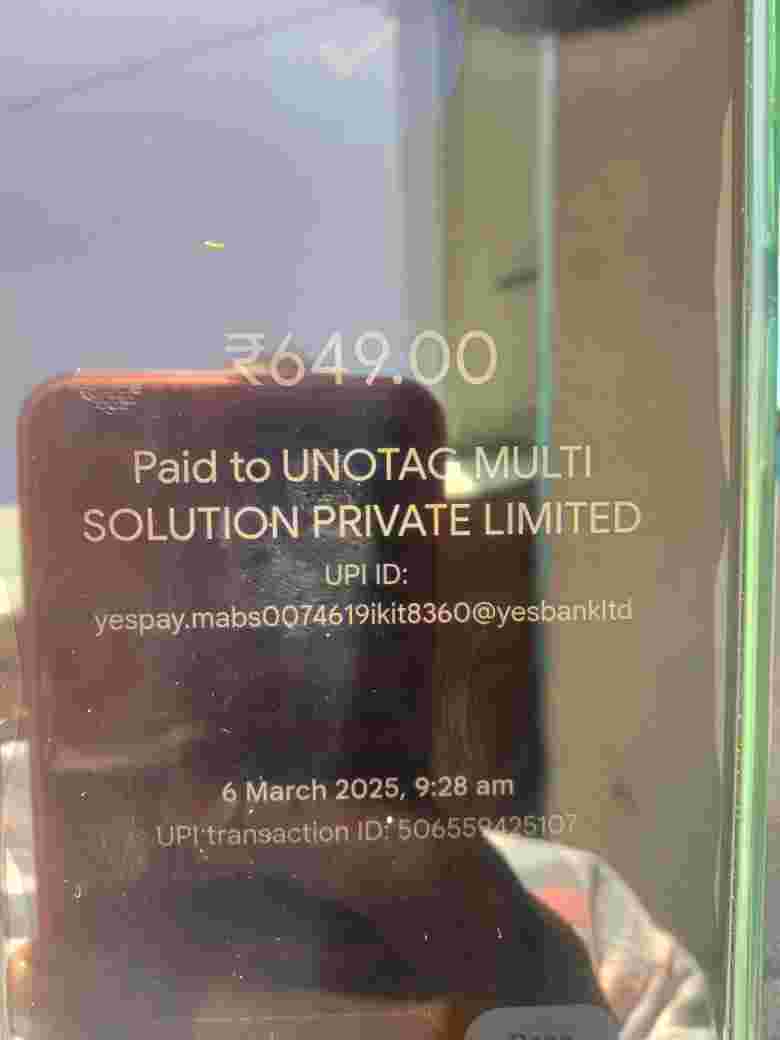 ₹649.00
Paid to UNOTAG MULTI
SOLUTION PRIVATE LIMITED
UPI ID:
yespay.mabs0074619ikit8360@yesbankltd
6 March 2025, 9:28 am
UPI transaction ID: 506559425107